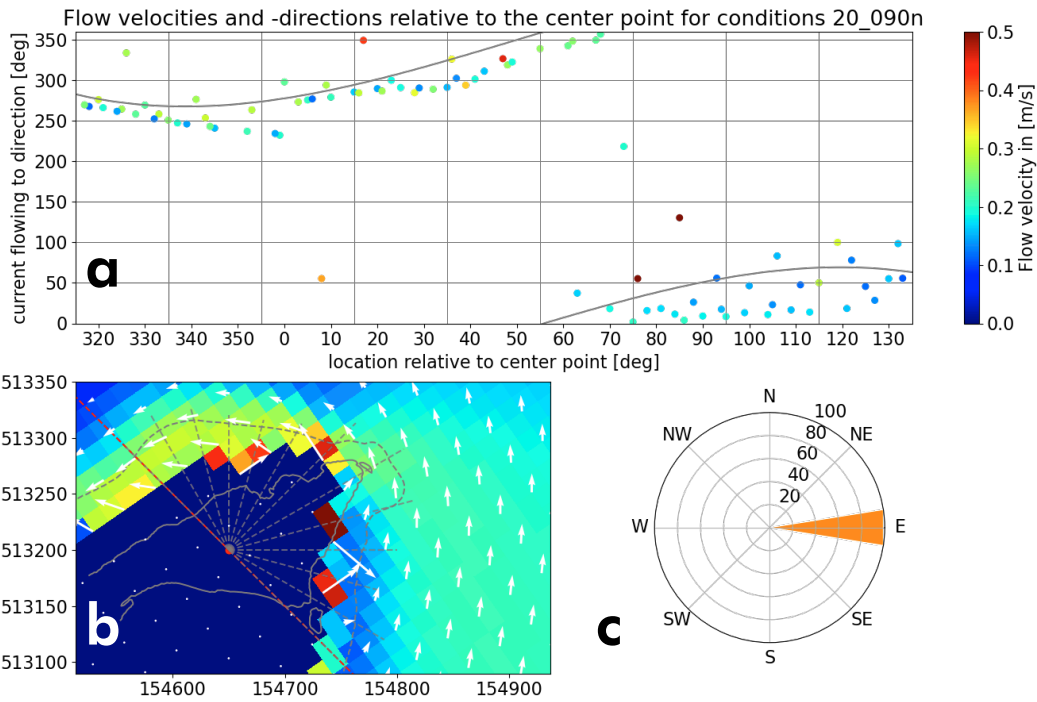 Flow velocities and -directions relative to the center point for conditions 20_090n
current flowing to direction [deg]
350
300
250
200
150
100
50
0
a
320 330 340 350 0 10 20 30 40 50 60 70 80 90 100 110 120 130
location relative to center point [deg]
0.5
0.4
0.3
0.2
0.1
0.0
Flow velocity in [m/s]
513350
513300
513250
513200
513150
513100
b
154600 154700 154800 154900
c
N
NE
E
SE
S
SW
W
NW
100
80
60
40
20